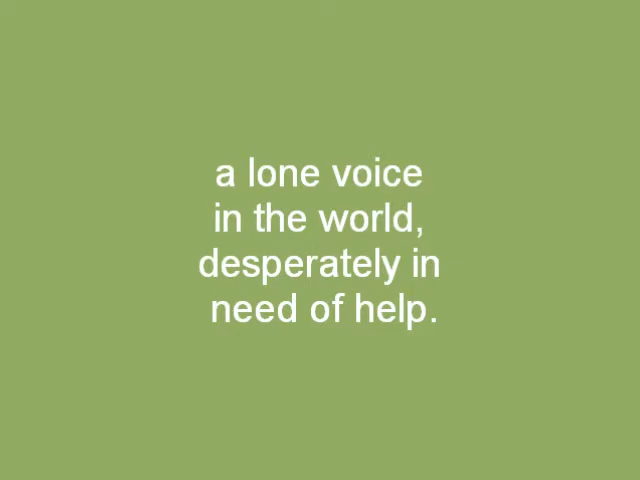 a lone voice
in the world,
desperately in
need of help.